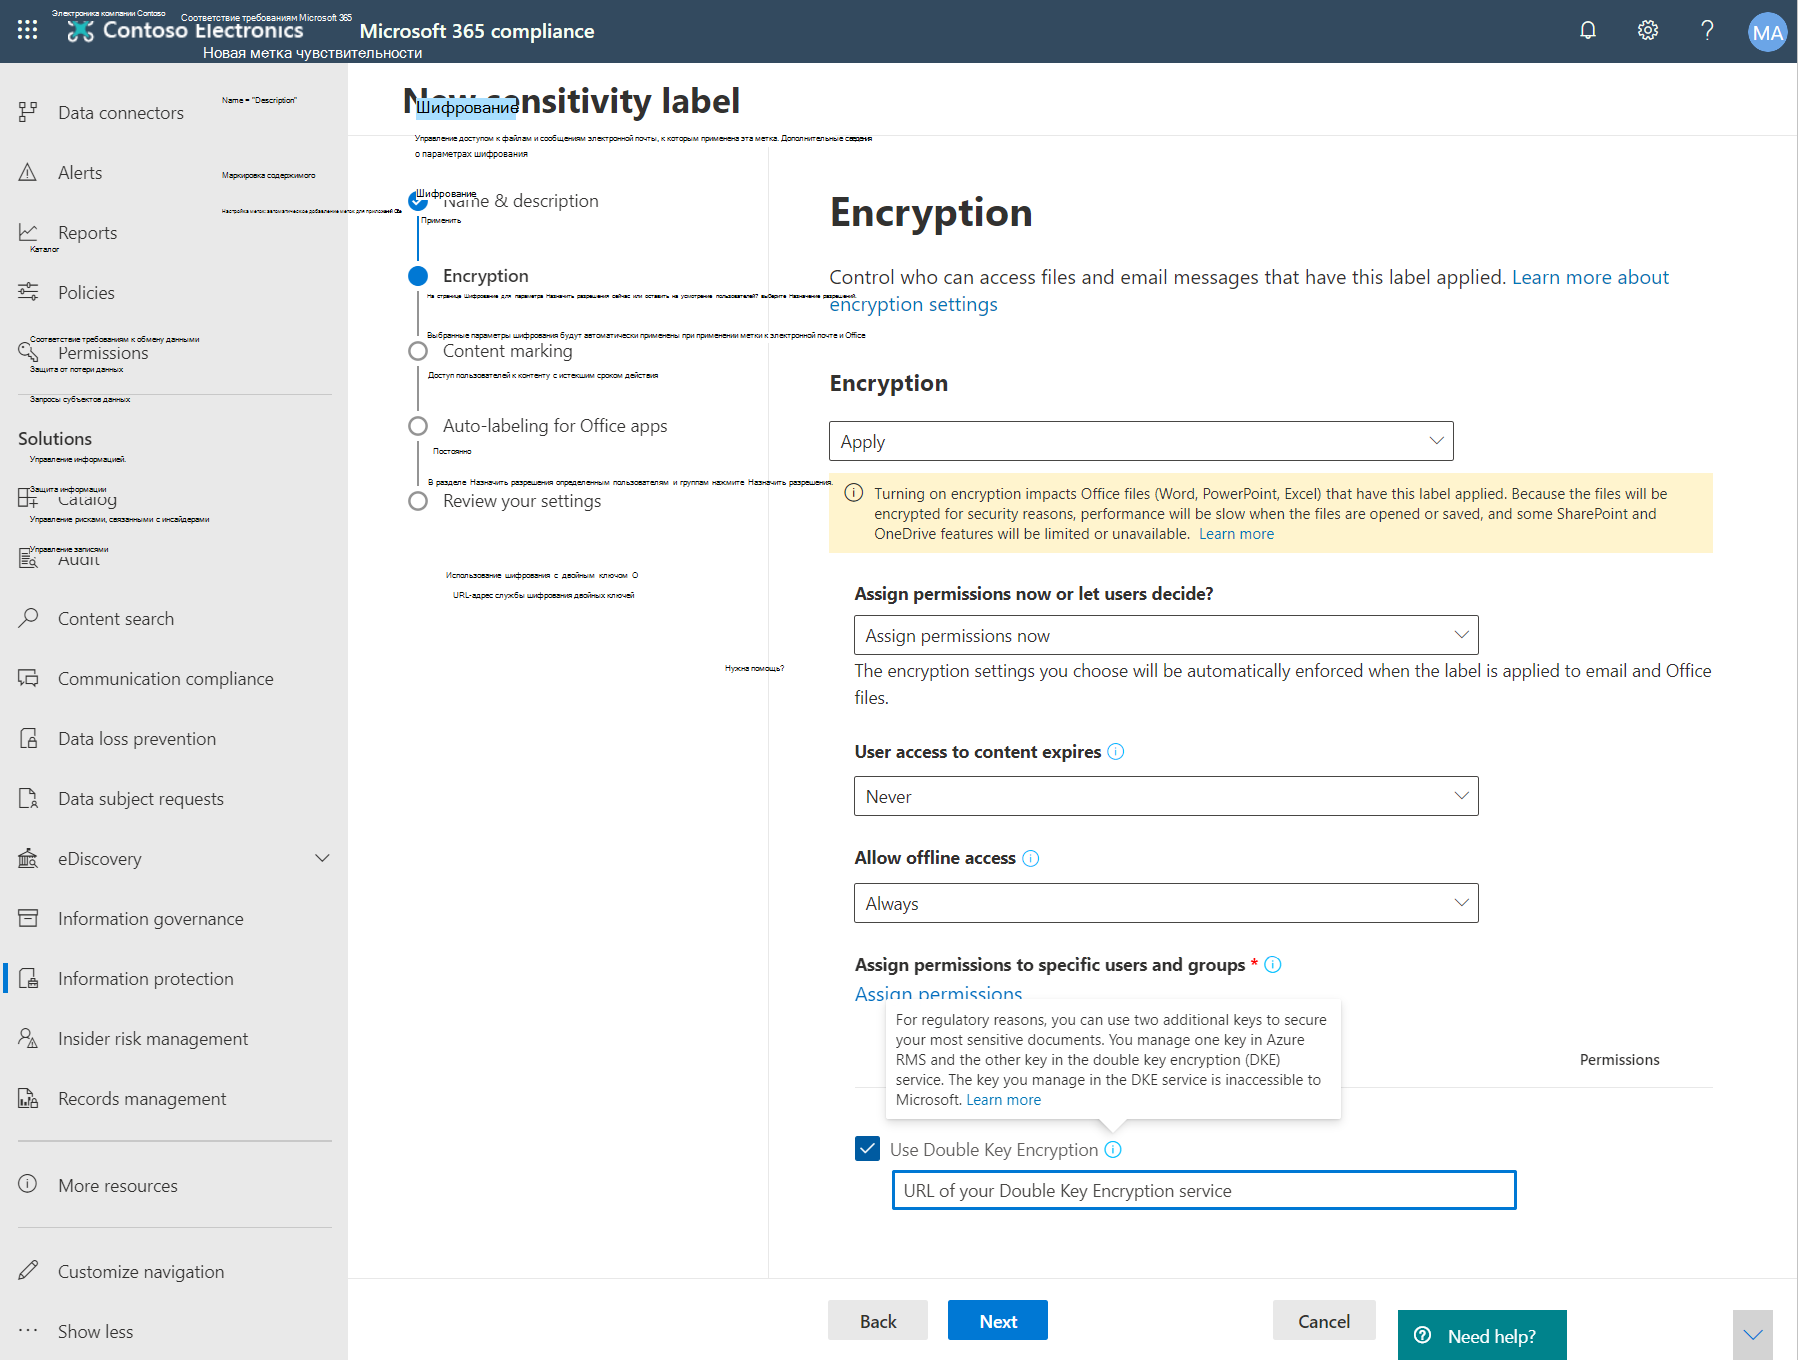 Электроника компании Contoso
Соответствие требованиям Microsoft 365
Contoso Electronics
Microsoft 365 compliance
MA
Новая метка чувствительности
New sensitivity label
Шифрование
Управление доступом к файлам и сообщениям электронной почты, к которым применена эта метка. Дополнительные сведения
о параметрах шифрования
Data connectors
Name = "Description"
Alerts
Маркировка содержимого
Настройка меток: автоматическое добавление меток для приложений
Reports
Каталог
Policies
Соответствие требованиям к обмену данными
Permissions
Защита от потери данных
Запросы субъектов данных
Solutions
Управление информацией.
Защита информации
Catalog
Управление рисками, связанными с инсайдерами
Управление записями
Audit
Content search
Communication compliance
Data loss prevention
Data subject requests
eDiscovery
Information governance
Information protection
Insider risk management
Records management
More resources
Customize navigation
Show less
Шифрование
Name & description
Применить
Encryption
На странице Шифрование для параметра Назначить разрешения сейчас или оставить на усмотрение пользователей? выберите Назначение разрешений.
Выбранные параметры шифрования будут автоматически применены при применении метки к электронной почте и Office
Content marking
Доступ пользователей к контенту с истекшим сроком действия
Auto-labeling for Office apps
Постоянно
В разделе Назначить разрешения определенным пользователям и группам нажмите Назначить разрешения.
Review your settings
Использование шифрования с двойным ключом О
URL-адрес службы шифрования двойных ключей
Нужна помощь?
Encryption
Control who can access files and email messages that have this label applied. Learn more about
encryption settings
Encryption
Apply
Turning on encryption impacts Office files (Word, PowerPoint, Excel) that have this label applied. Because the files will be
encrypted for security reasons, performance will be slow when the files are opened or saved, and some SharePoint and
OneDrive features will be limited or unavailable. Learn more
Assign permissions now or let users decide?
Assign permissions now
The encryption settings you choose will be automatically enforced when the label is applied to email and Office
files.
User access to content expires
Never
Allow offline access
Always
Assign permissions to specific users and groups *
Assign permissions
For regulatory reasons, you can use two additional keys to secure
your most sensitive documents. You manage one key in Azure
RMS and the other key in the double key encryption (DKE)
service. The key you manage in the DKE service is inaccessible to
Microsoft. Learn more
Permissions
Use Double Key Encryption
URL of your Double Key Encryption service
Back
Next
Cancel
Need help?